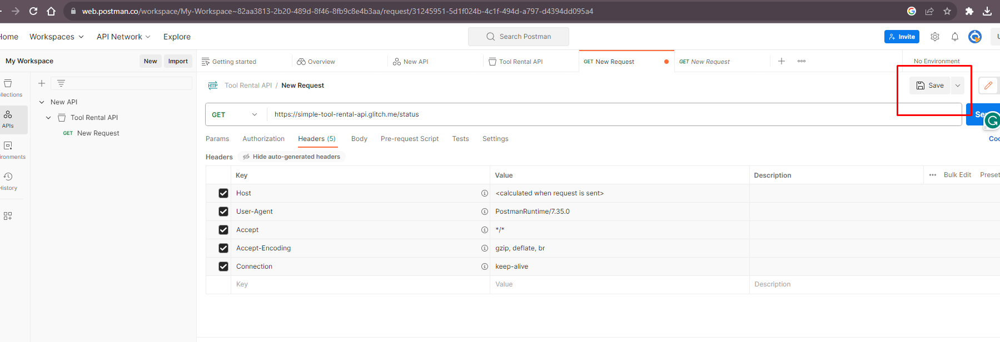 web.postman.co/workspace/My-Workspace~82aa3813-2b20-489d-8f46-8fb9c8e4b3aa/request/31245951-5d1f024b-4c1f-494d-a797-d4394dd095a4
Home Workspaces API Network Explore Search Postman Invite U
My Workspace New Import Getting started Overview New API Tool Rental API GET New Request GET New Request No Environment
llections
APIs
ironments
History
New API
Tool Rental API
GET New Request
HTTP Tool Rental API / New Request Save
GET https://simple-tool-rental-api.glitch.me/status Se
Params Authorization Headers (5) Body Pre-request Script Tests Settings Coo
Headers Hide auto-generated headers
Key Value Description Bulk Edit Preset
Host <calculated when request is sent>
User-Agent PostmanRuntime/7.35.0
Accept */*
Accept-Encoding gzip, deflate, br
Connection keep-alive
Key Value Description